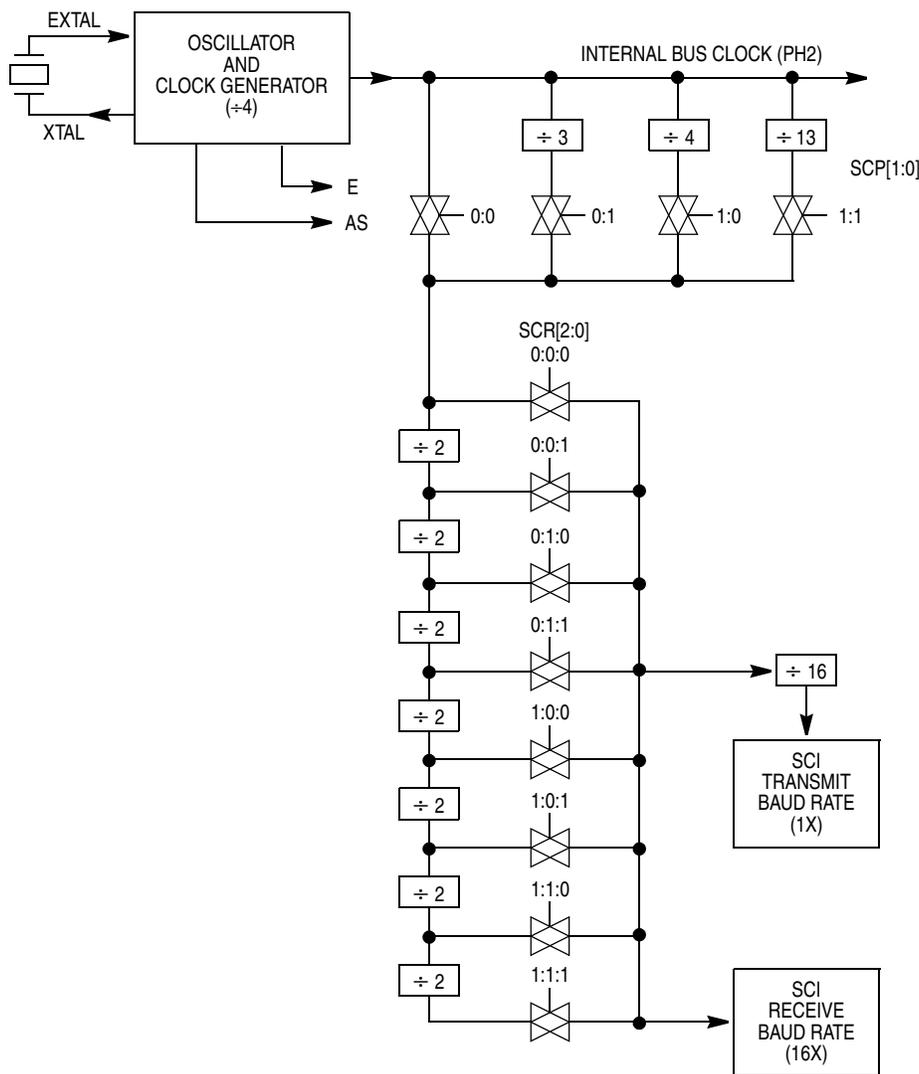 EXTAL
OSCILLATOR
AND
CLOCK GENERATOR
(÷4)
XTAL
E
AS
INTERNAL BUS CLOCK (PH2)
÷ 3
÷ 4
÷ 13
SCP[1:0]
0:0
0:1
1:0
1:1
SCR[2:0]
0:0:0
÷ 2
0:0:1
÷ 2
0:1:0
÷ 2
0:1:1
÷ 2
1:0:0
÷ 2
1:0:1
÷ 2
1:1:0
÷ 2
1:1:1
÷ 16
SCI
TRANSMIT
BAUD RATE
(1X)
SCI
RECEIVE
BAUD RATE
(16X)